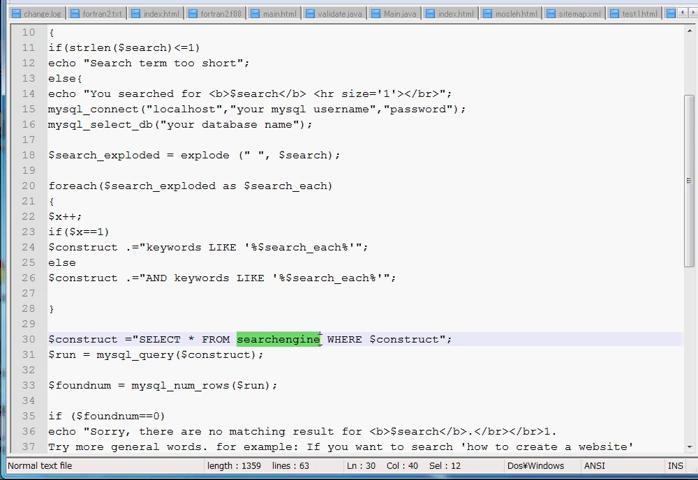 change.log fortran2.txt index.html fortran2.f88 main.html validate.java Main.java index.html mosleh.html sitemap.xml test1.html
10 {
11 if(strlen($search)<=1)
12 echo "Search term too short";
13 else{
14 echo "You searched for <b>$search</b> <hr size='1'></br>";
15 mysql_connect("localhost","your mysql username","password");
16 mysql_select_db("your database name");
17
18 $search_exploded = explode (" ", $search);
19
20 foreach($search_exploded as $search_each)
21 {
22 $x++;
23 if($x==1)
24 $construct .="keywords LIKE '%$search_each%'";
25 else
26 $construct .="AND keywords LIKE '%$search_each%'";
27
28 }
29
30 $construct ="SELECT * FROM searchengine WHERE $construct";
31 $run = mysql_query($construct);
32
33 $foundnum = mysql_num_rows($run);
34
35 if ($foundnum==0)
36 echo "Sorry, there are no matching result for <b>$search</b>.</br></br>1.
37 Try more general words. for example: If you want to search 'how to create a website'
Normal text file length : 1359 lines : 63 Ln : 30 Col : 40 Sel : 12 Dos¥Windows ANSI INS